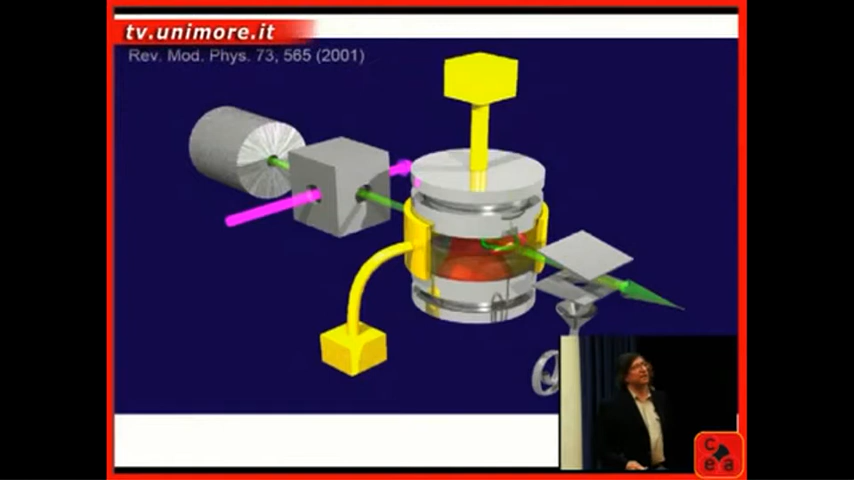 tv.unimore.it
Rev. Mod. Phys. 73, 565 (2001)
c
e a